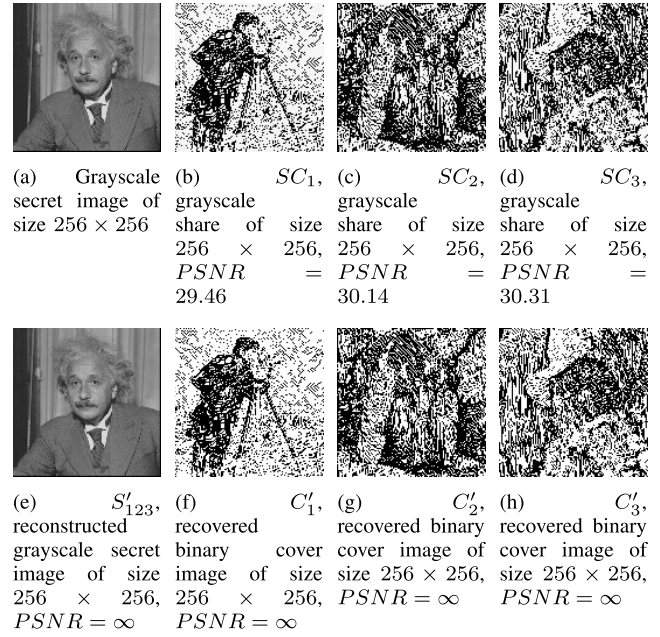 (a) Grayscale
secret image of
size 256 × 256
(b) SC₁,
grayscale
share of size
256 × 256,
PSNR =
29.46
(c) SC₂,
grayscale
share of size
256 × 256,
PSNR =
30.14
(d) SC₃,
grayscale
share of size
256 × 256,
PSNR =
30.31
(e) S′₁₂₃,
reconstructed
grayscale secret
image of size
256 × 256,
PSNR = ∞
(f) C′₁,
recovered
binary cover
image of size
256 × 256,
PSNR = ∞
(g) C′₂,
recovered binary
cover image of
size 256 × 256,
PSNR = ∞
(h) C′₃,
recovered binary
cover image of
size 256 × 256,
PSNR = ∞